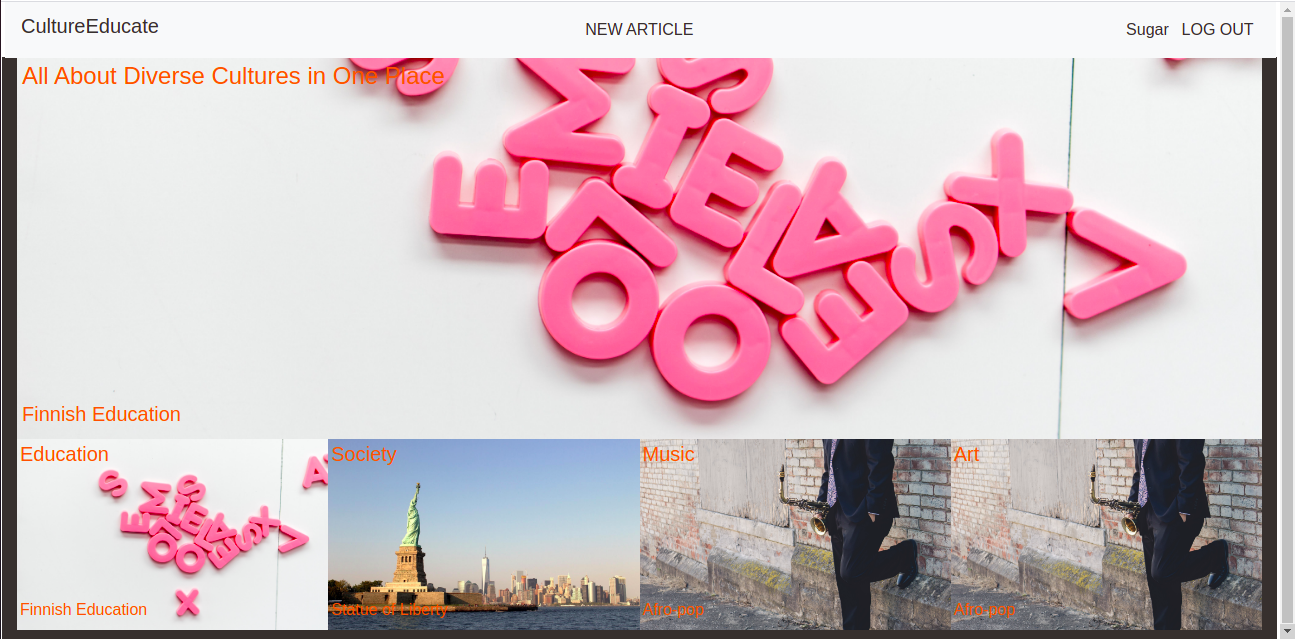 CultureEducate
NEW ARTICLE
Sugar LOG OUT
All About Diverse Cultures in One Place
Finnish Education
Education
Society
Music
Art
Finnish Education
Statue of Liberty
Afro-pop
Afro-pop